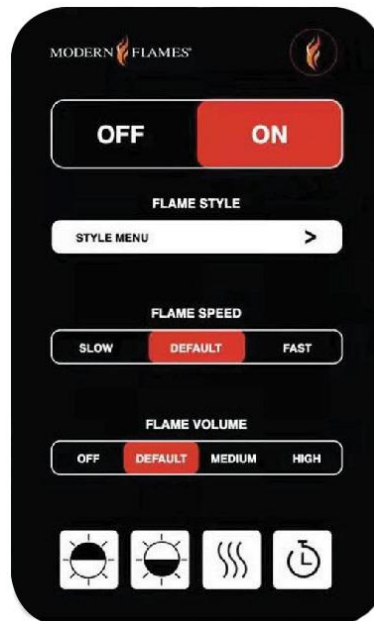 MODERN FLAMES®
OFF ON
FLAME STYLE
STYLE MENU >
FLAME SPEED
SLOW DEFAULT FAST
FLAME VOLUME
OFF DEFAULT MEDIUM HIGH